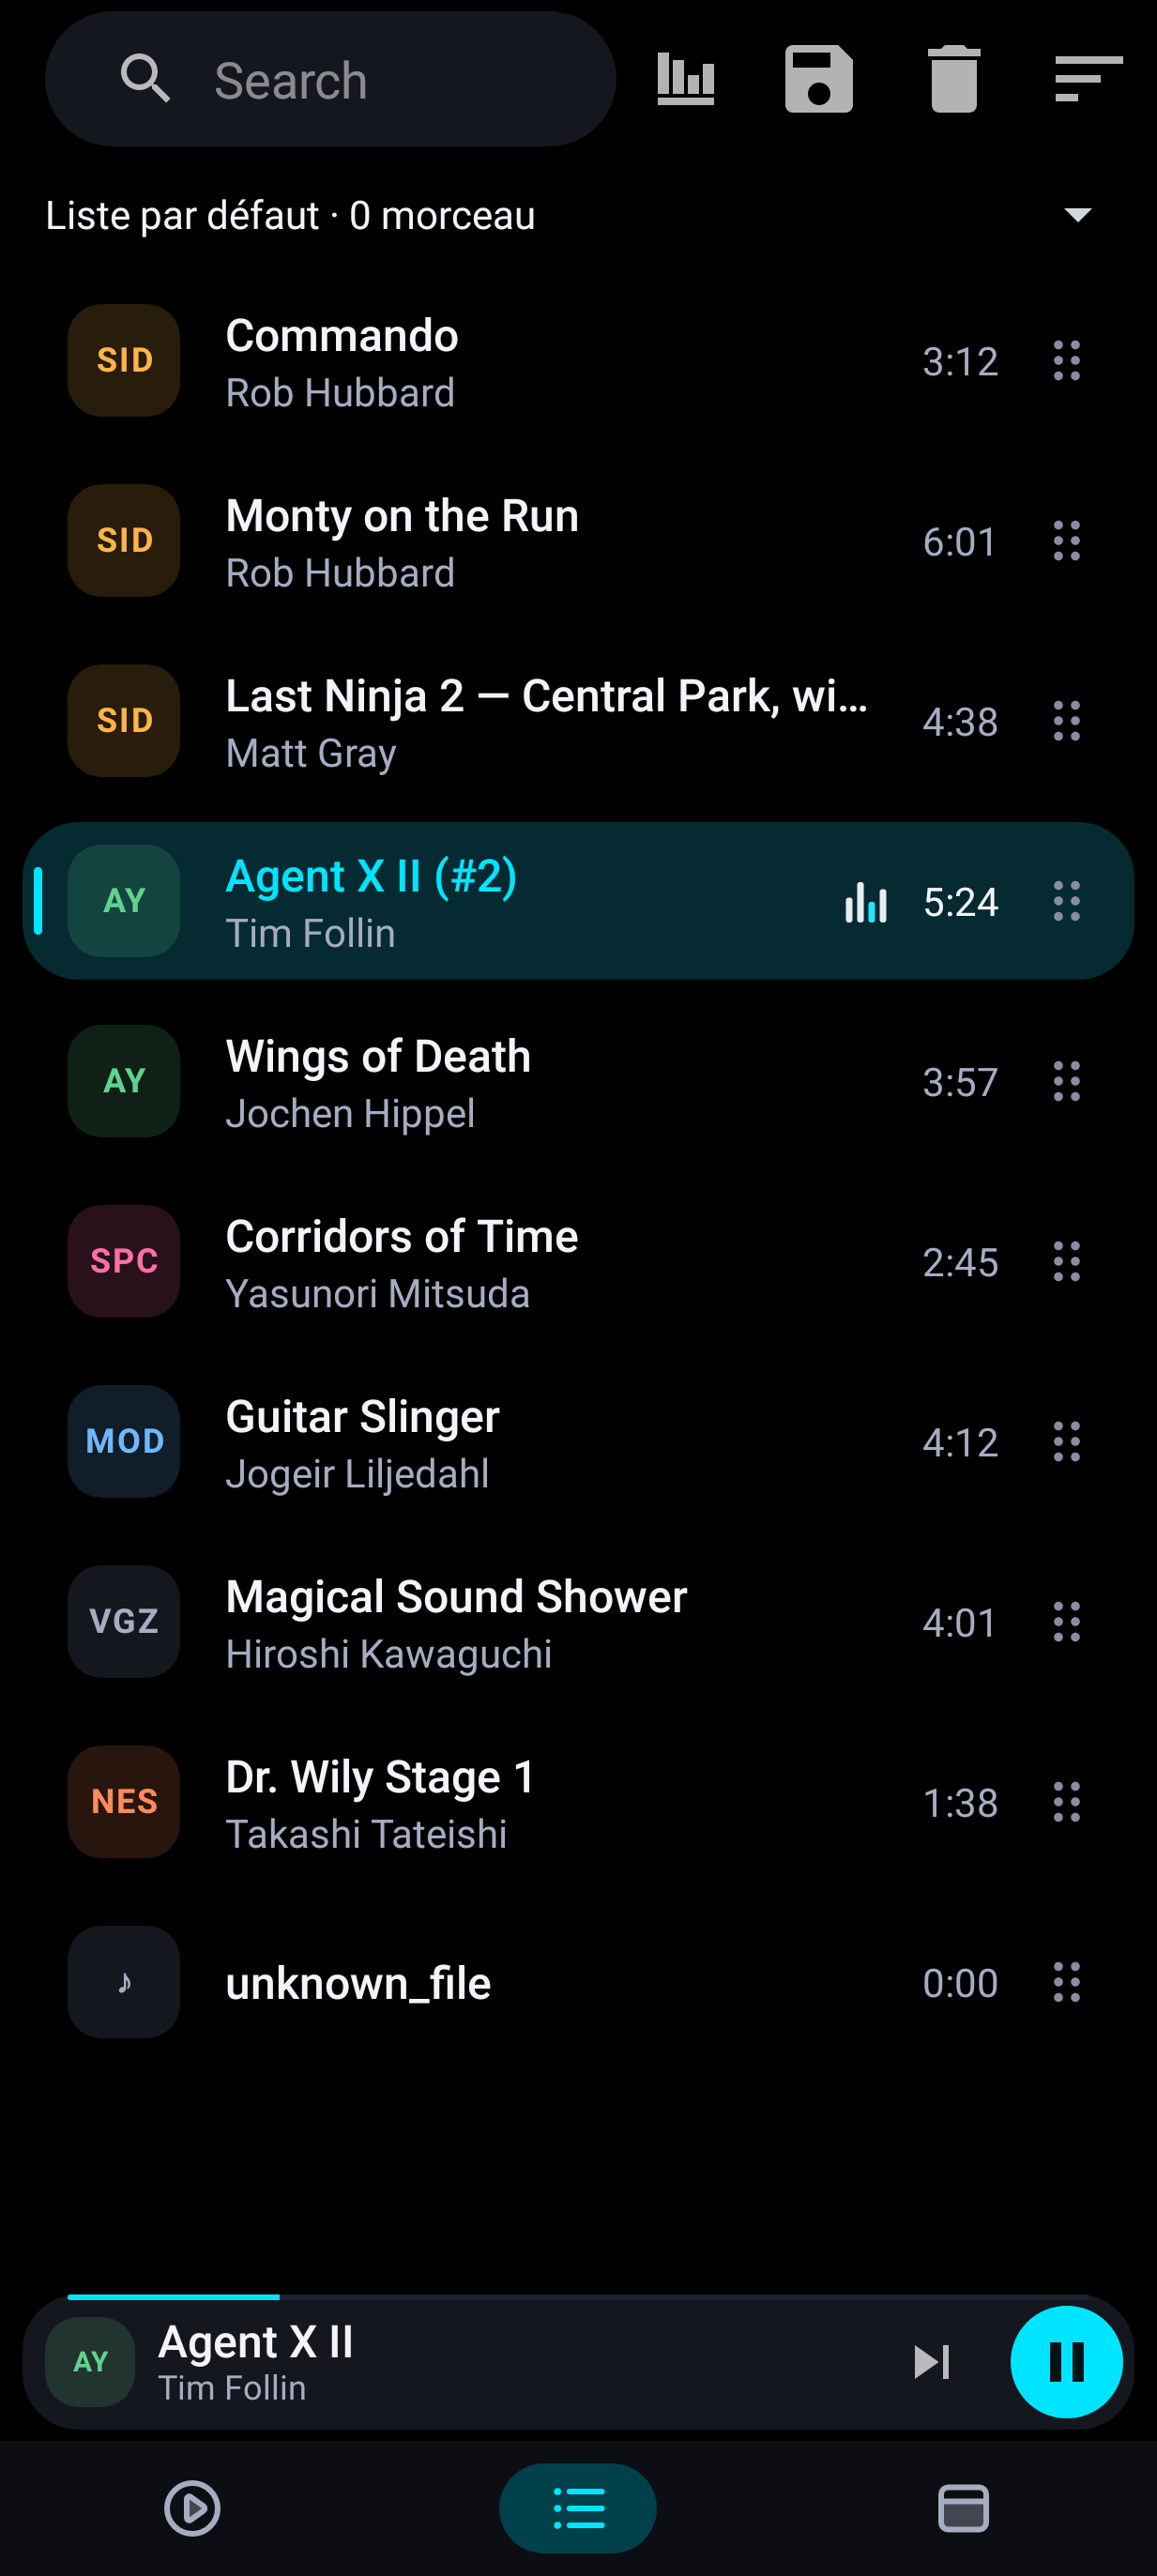 Search
Liste par défaut · 0 morceau
SID
Commando
Rob Hubbard
3:12
SID
Monty on the Run
Rob Hubbard
6:01
SID
Last Ninja 2 — Central Park, wi…
Matt Gray
4:38
AY
Agent X II (#2)
Tim Follin
5:24
AY
Wings of Death
Jochen Hippel
3:57
SPC
Corridors of Time
Yasunori Mitsuda
2:45
MOD
Guitar Slinger
Jogeir Liljedahl
4:12
VGZ
Magical Sound Shower
Hiroshi Kawaguchi
4:01
NES
Dr. Wily Stage 1
Takashi Tateishi
1:38
♪
unknown_file
0:00
AY
Agent X II
Tim Follin